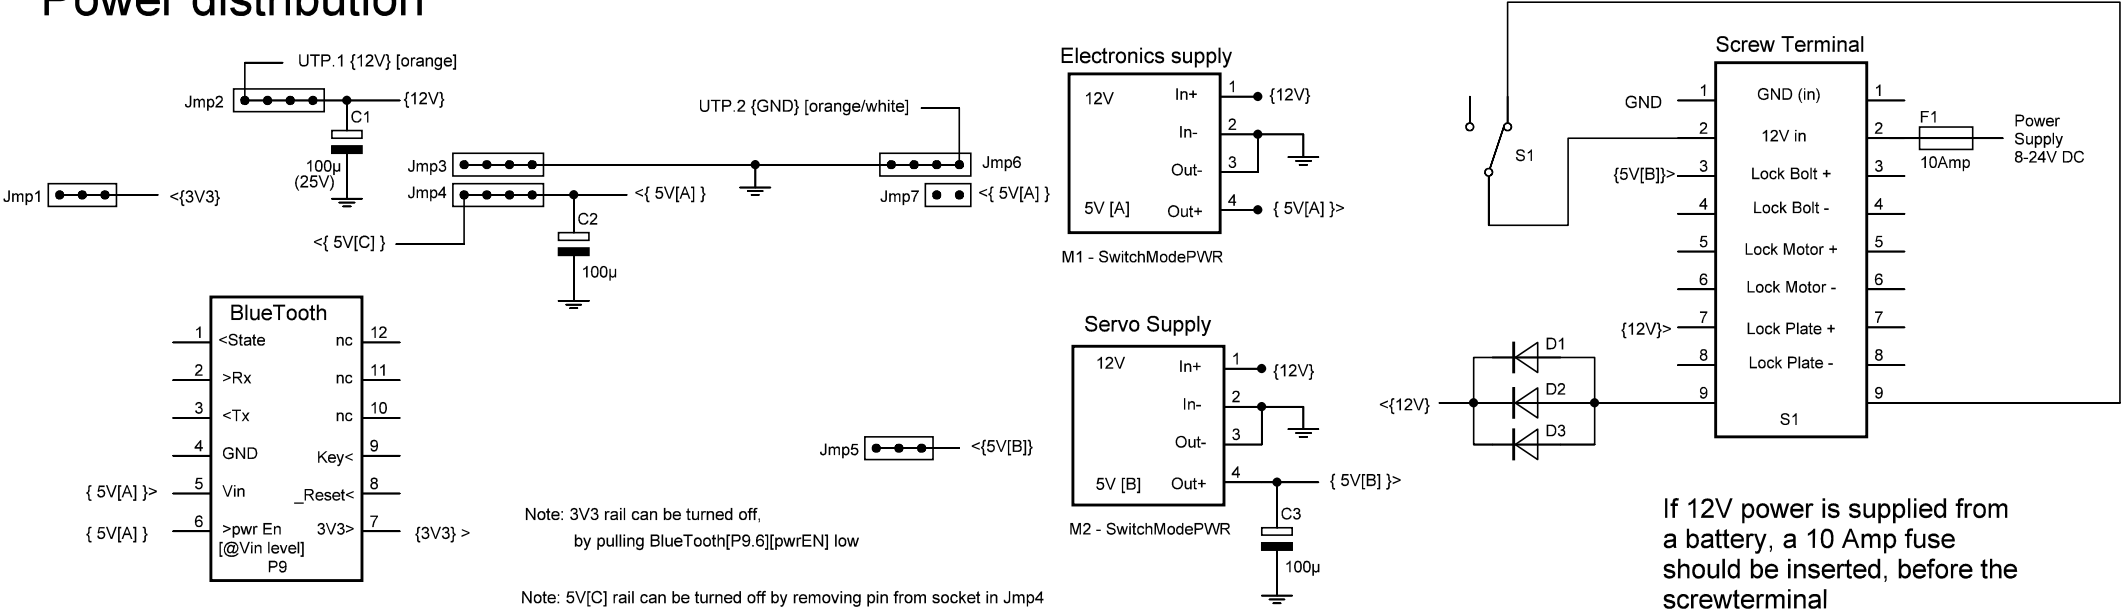 Power distribution
UTP.1 {12V} [orange]
Jmp2
{12V}
C1
100µ
(25V)
Jmp1
<{3V3}
UTP.2 {GND} [orange/white]
Jmp3
Jmp6
Jmp4
<{ 5V[A] }
Jmp7
<{ 5V[A] }
<{ 5V[C] }
C2
100µ
BlueTooth
1 <State nc 12
2 >Rx nc 11
3 <Tx nc 10
4 GND Key< 9
{ 5V[A] }> 5 Vin _Reset< 8
{ 5V[A] } 6 >pwr En 3V3> 7 {3V3} >
[@Vin level]
P9
Note: 3V3 rail can be turned off,
by pulling BlueTooth[P9.6][pwrEN] low
Note: 5V[C] rail can be turned off by removing pin from socket in Jmp4
Jmp5
<{5V[B]}
Electronics supply
12V In+ 1 {12V}
In- 2
Out- 3
5V [A] Out+ 4 { 5V[A] }>
M1 - SwitchModePWR
Servo Supply
12V In+ 1 {12V}
In- 2
Out- 3
5V [B] Out+ 4 { 5V[B] }>
M2 - SwitchModePWR
C3
100µ
S1
Screw Terminal
GND 1 GND (in) 1
2 12V in 2
F1
10Amp
Power
Supply
8-24V DC
{5V[B]}> 3 Lock Bolt + 3
4 Lock Bolt - 4
5 Lock Motor + 5
6 Lock Motor - 6
{12V}> 7 Lock Plate + 7
8 Lock Plate - 8
9 9
S1
D1
D2
D3
<{12V}
If 12V power is supplied from
a battery, a 10 Amp fuse
should be inserted, before the
screwterminal